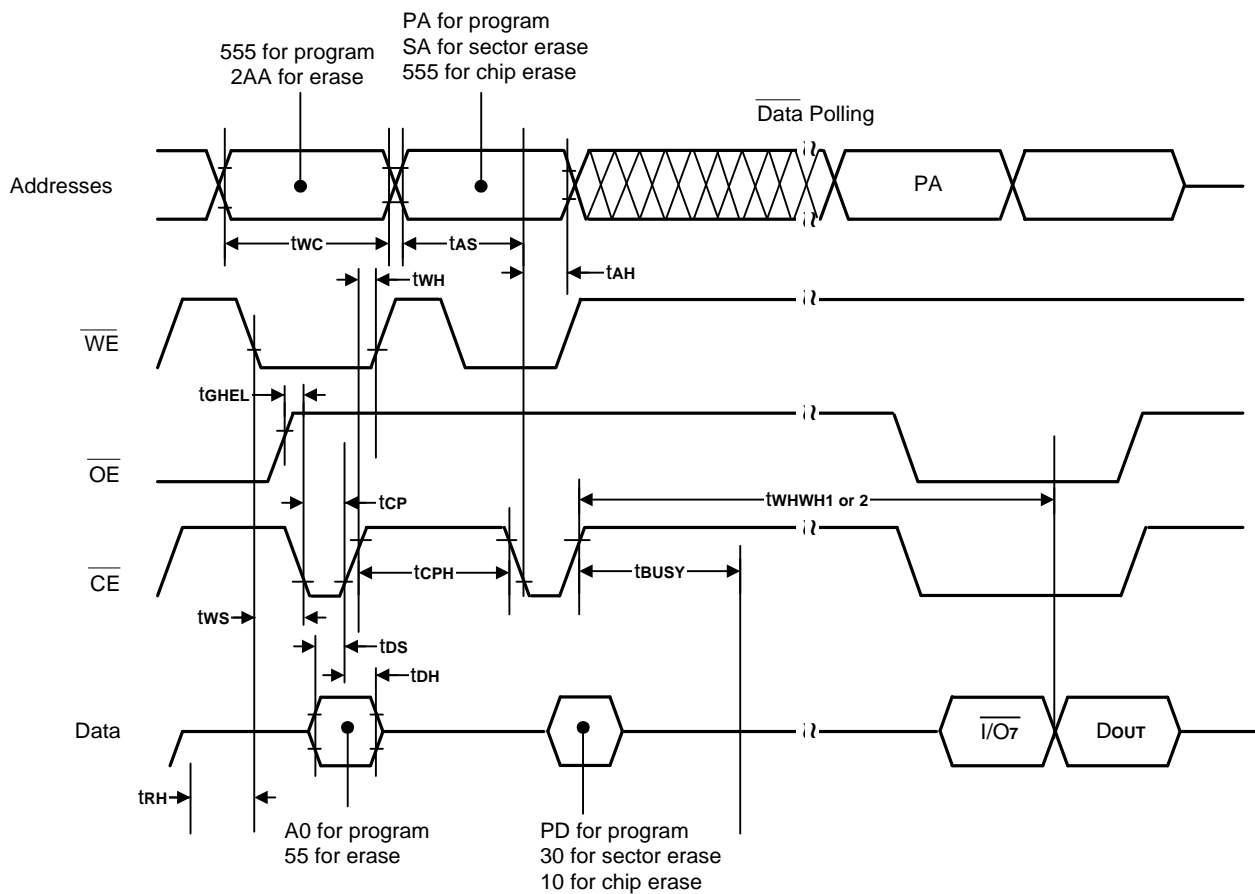 555 for program
2AA for erase
PA for program
SA for sector erase
555 for chip erase
Data Polling
Addresses
PA
tWC
tAS
tWH
tAH
WE
tGHEL
OE
tCP
tWHWH1 or 2
CE
tCPH
tBUSY
tWS
tDS
tDH
Data
I/O7
DOUT
tRH
A0 for program
55 for erase
PD for program
30 for sector erase
10 for chip erase